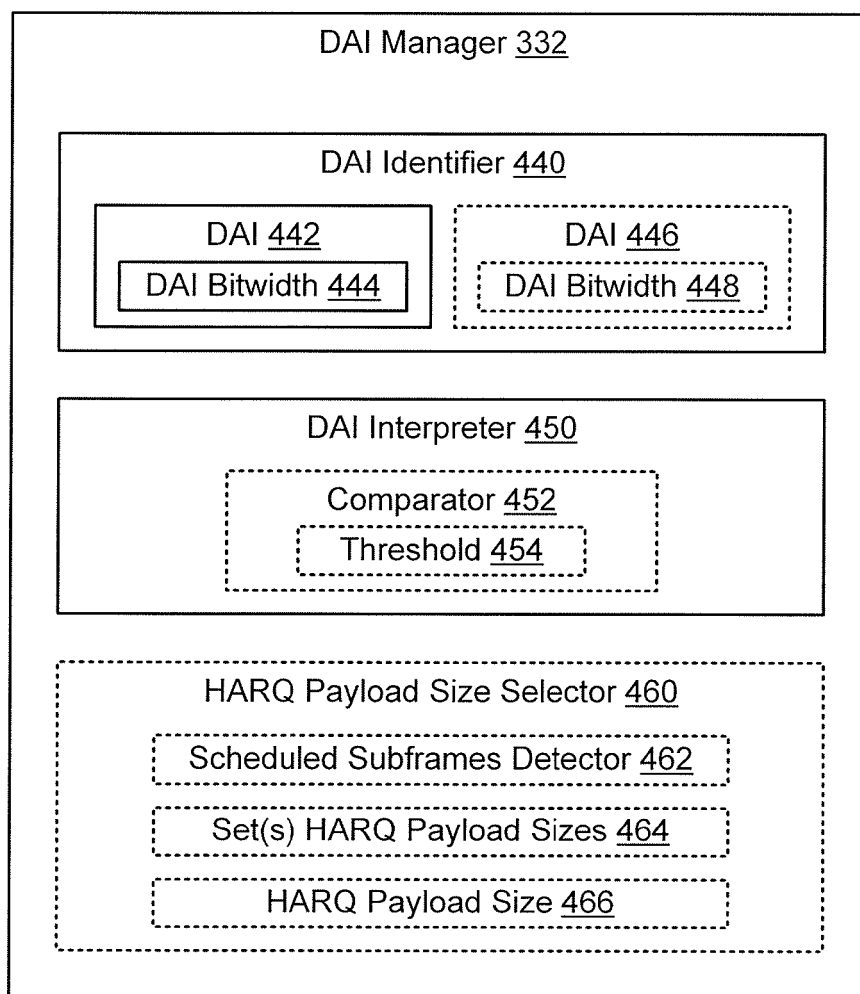 DAI Manager 332
DAI Identifier 440
DAI 442
DAI Bitwidth 444
DAI 446
DAI Bitwidth 448
DAI Interpreter 450
Comparator 452
Threshold 454
HARQ Payload Size Selector 460
Scheduled Subframes Detector 462
Set(s) HARQ Payload Sizes 464
HARQ Payload Size 466